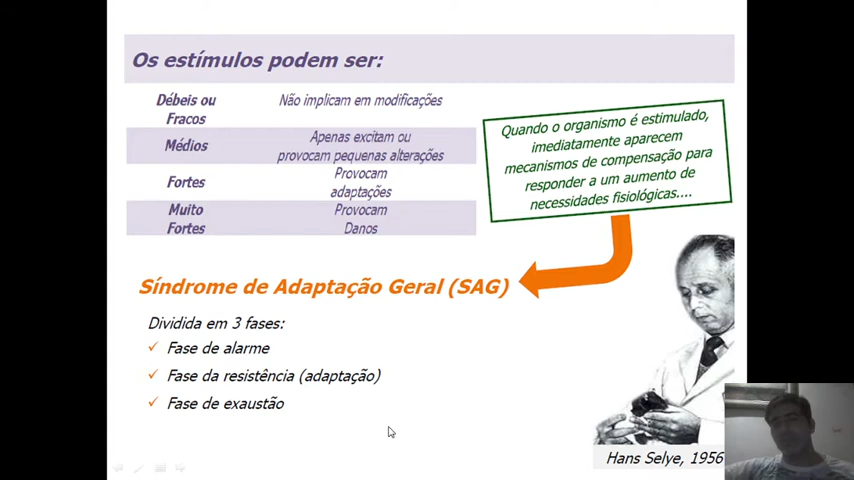 Os estímulos podem ser:
Débeis ou
Fracos
Não implicam em modificações
Médios
Apenas excitam ou
provocam pequenas alterações
Fortes
Provocam
adaptações
Muito
Fortes
Provocam
Danos
Quando o organismo é estimulado,
imediatamente aparecem
mecanismos de compensação para
responder a um aumento de
necessidades fisiológicas....
Síndrome de Adaptação Geral (SAG)
Dividida em 3 fases:
Fase de alarme
Fase da resistência (adaptação)
Fase de exaustão
Hans Selye, 1956